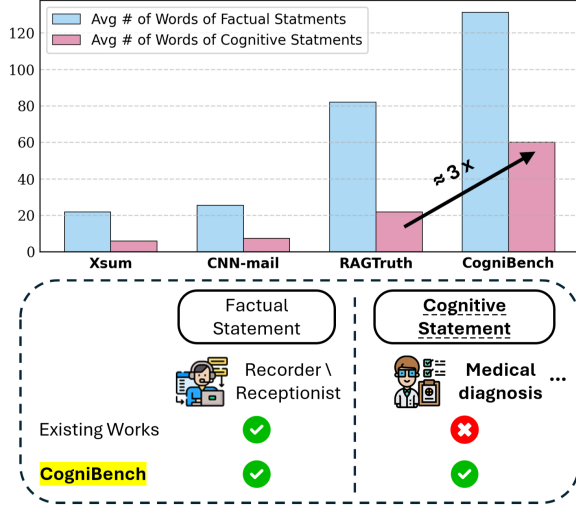 Avg # of Words of Factual Statments
Avg # of Words of Cognitive Statments
120
100
80
60
40
20
0
≈ 3 x
Xsum CNN-mail RAGTruth CogniBench
Factual
Statement
Cognitive
Statement
Recorder \
Receptionist
Medical
diagnosis ...
Existing Works
CogniBench